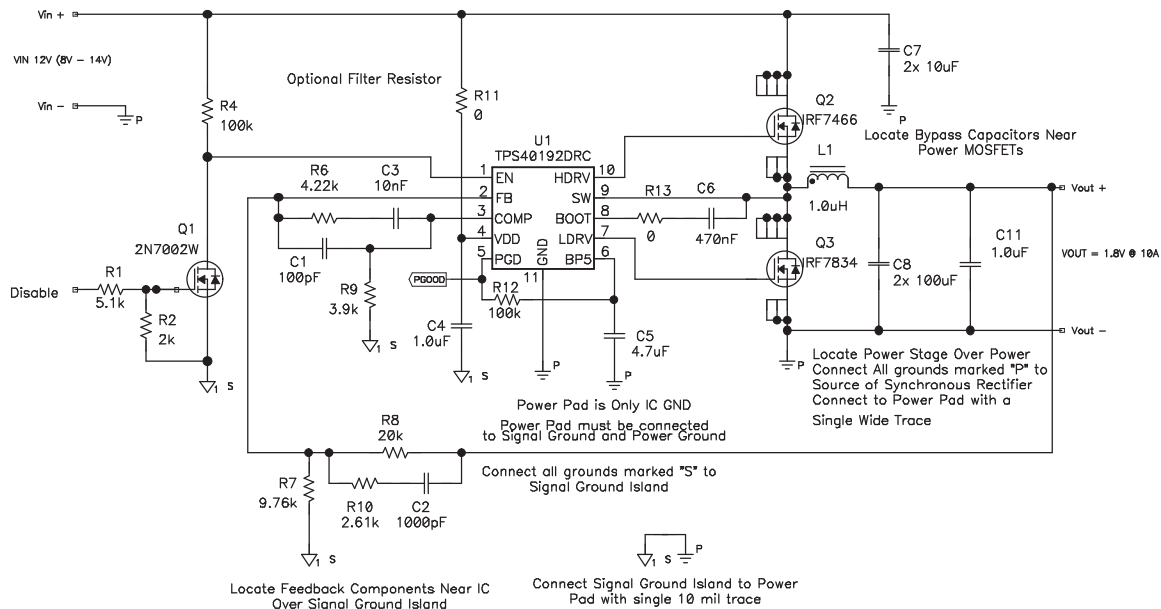 Vin +
VIN 12V (8V – 14V)
Vin -
P
Optional Filter Resistor
R4
100k
R11
0
C7
2x 10uF
P
Q2
IRF7466
Locate Bypass Capacitors Near
Power MOSFETs
U1
TPS40192DRC
1 EN HDRV 10
2 FB SW 9
3 COMP BOOT 8
4 VDD LDRV 7
5 PGD GND BP5 6
11
R6
4.22k
C3
10nF
C1
100pF
R9
3.9k
1 S
PGOOD
R12
100k
C4
1.0uF
1 S
C5
4.7uF
P
P
R13
0
C6
470nF
L1
1.0uH
Q3
IRF7834
P
C8
2x 100uF
C11
1.0uF
Vout +
VOUT = 1.8V @ 10A
Vout -
Q1
2N7002W
Disable
R1
5.1k
R2
2k
1 S
Locate Power Stage Over Power
Connect All grounds marked "P" to
Source of Synchronous Rectifier
Connect to Power Pad with a
Single Wide Trace
Power Pad is Only IC GND
Power Pad must be connected
to Signal Ground and Power Ground
R8
20k
R7
9.76k
R10
2.61k
C2
1000pF
1 S
Connect all grounds marked "S" to
Signal Ground Island
1 S
P
Locate Feedback Components Near IC
Over Signal Ground Island
Connect Signal Ground Island to Power
Pad with single 10 mil trace